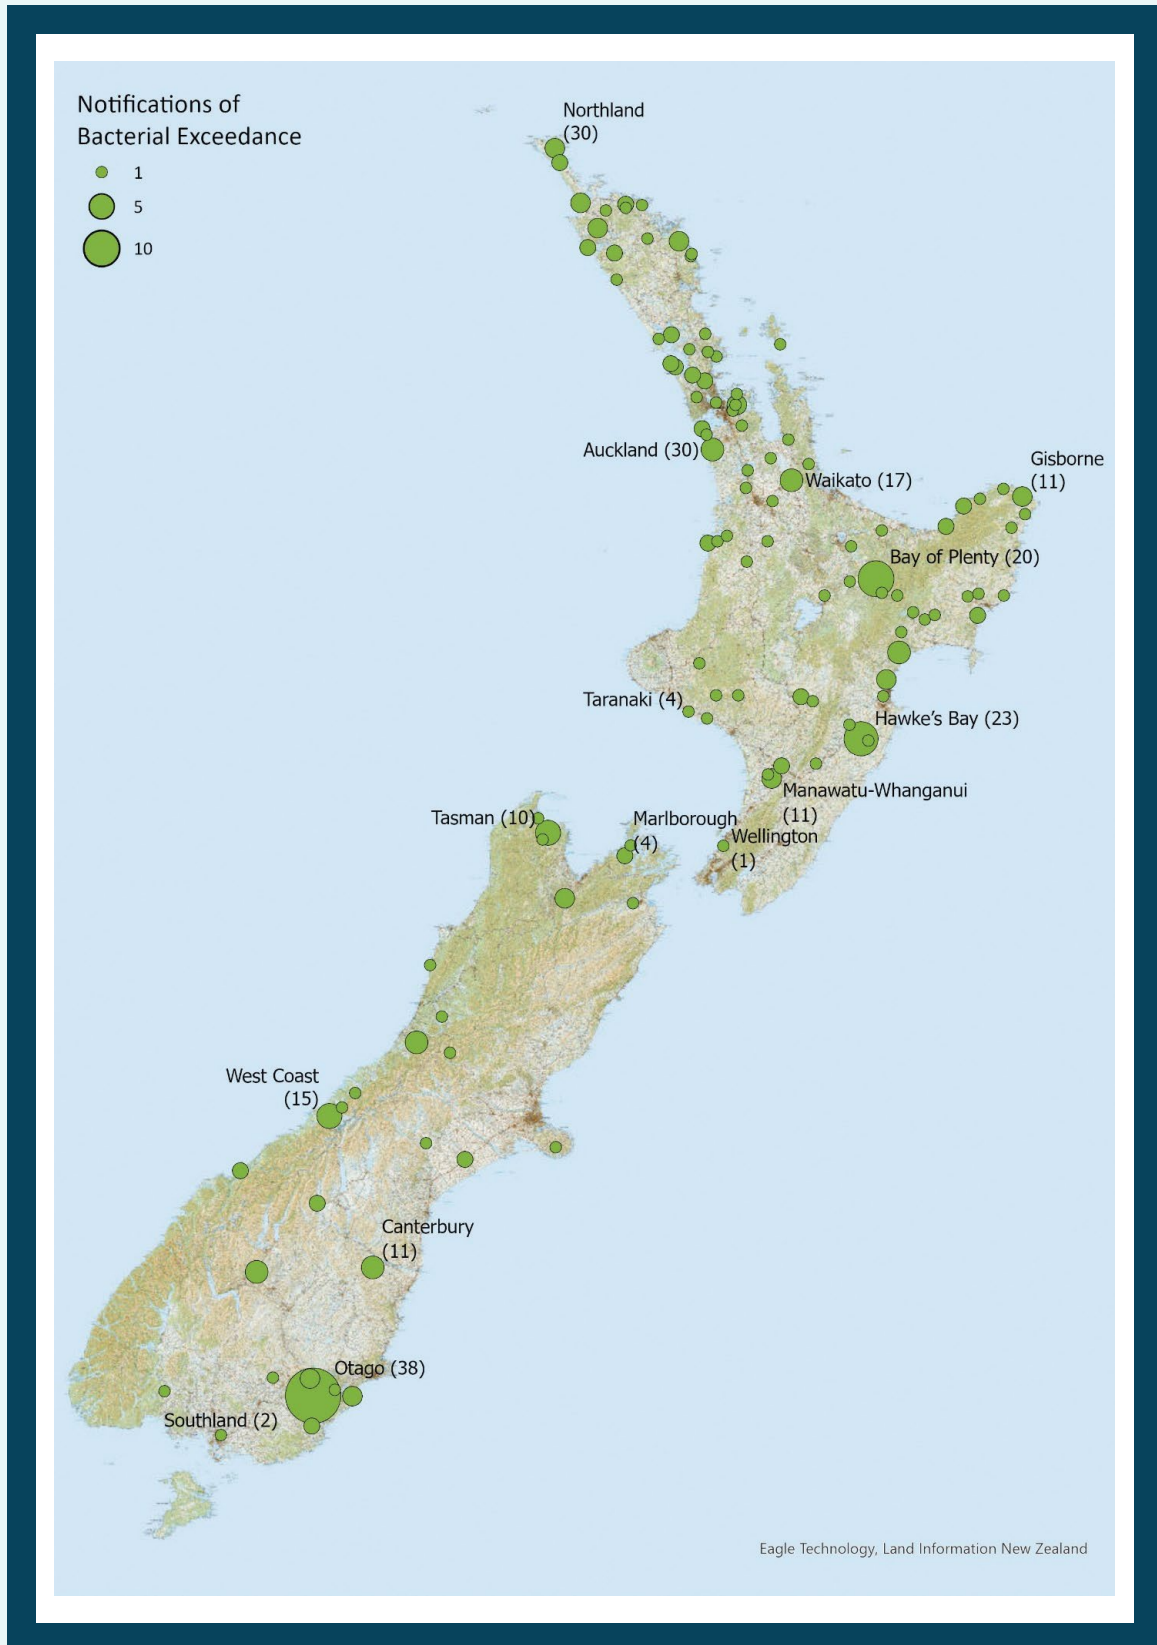 Notifications of
Bacterial Exceedance
1
5
10
Northland
(30)
Auckland (30)
Waikato (17)
Gisborne
(11)
Bay of Plenty (20)
Taranaki (4)
Hawke's Bay (23)
Manawatu-Whanganui
(11)
Tasman (10)
Marlborough
(4)
Wellington
(1)
West Coast
(15)
Canterbury
(11)
Otago (38)
Southland (2)
Eagle Technology, Land Information New Zealand